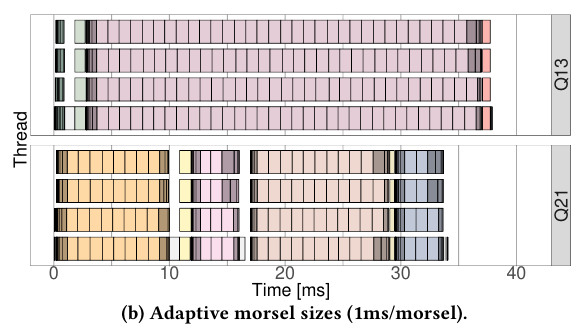 Q13
Thread
Q21
0 10 20 30 40
Time [ms]
(b) Adaptive morsel sizes (1ms/morsel).